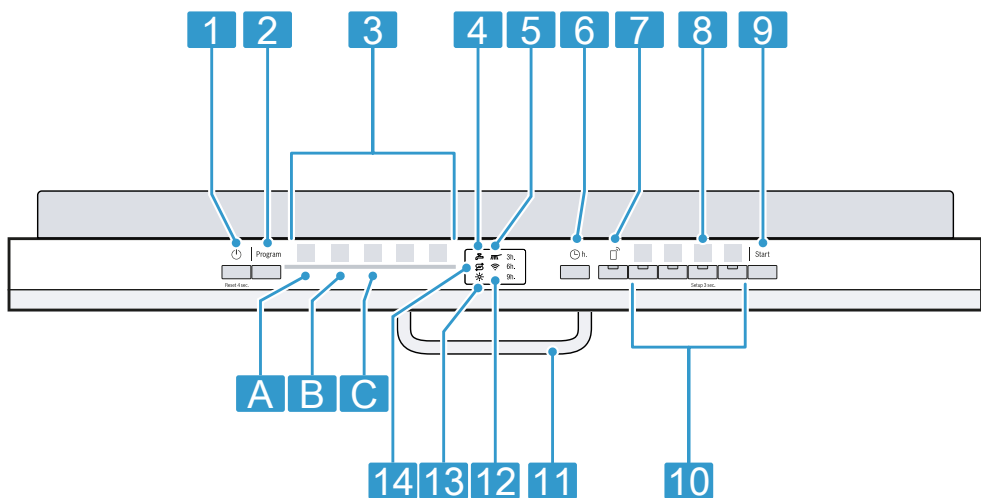 1 2 3 4 5 6 7 8 9
Program
3h.
6h.
9h.
h.
Start
Reset 4 sec.
Setup 3 sec.
A B C
14 13 12 11 10